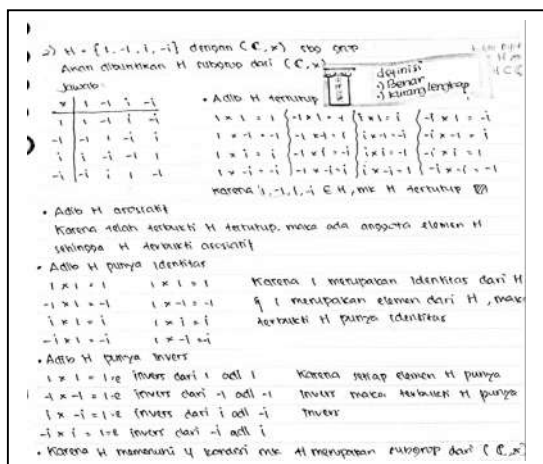 2) H = {1, -1, i, -i} dengan (C, x) sbg grup
Akan dibuktikan H subgrup dari (C, x)
Jawab:
definisi
.) Benar
.) Kurang lengkap
x | 1 -1 i -i
1 | 1 -1 i -i
-1 | -1 1 -i i
i | i -i -1 1
-i | -i i 1 -1
• Adib H tertutup
1 x 1 = 1 -1 x 1 = -1 i x 1 = i -i x 1 = -i
1 x -1 = -1 -1 x -1 = 1 i x -1 = -i -i x -1 = i
1 x i = i -1 x i = -i i x i = -1 -i x i = 1
1 x -i = -i -1 x -i = i i x -i = 1 -i x -i = -1
Karena 1, -1, i, -i ∈ H, mk H tertutup
• Adib H asosiatif
Karena telah terbukti H tertutup, maka ada anggota elemen H
sehingga H terbukti asosiatif
• Adib H punya identitas
1 x 1 = 1 1 x 1 = 1 Karena 1 merupakan identitas dari H
-1 x 1 = -1 1 x -1 = -1 & 1 merupakan elemen dari H, maka
i x 1 = i 1 x i = i terbukti H punya identitas
-i x 1 = -i 1 x -i = -i
• Adib H punya invers
1 x 1 = 1 = e invers dari 1 adl 1 Karena setiap elemen H punya
-1 x -1 = 1 = e invers dari -1 adl -1 invers maka terbukti H punya
i x -i = 1 = e invers dari i adl -i invers
-i x i = 1 = e invers dari -i adl i
• Karena H memenuhi 4 kondisi mk H merupakan subgrup dari (C, x)